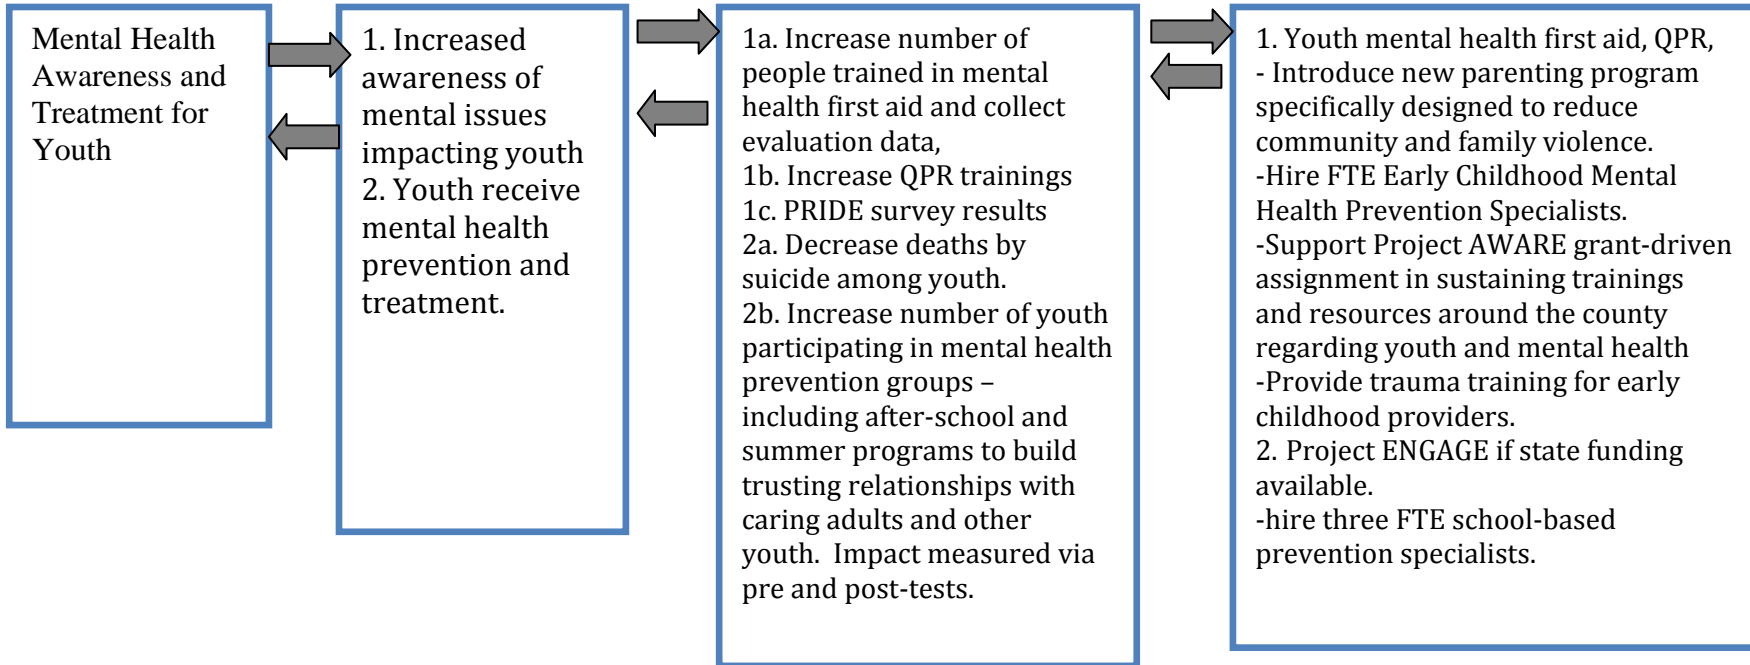 Mental Health
Awareness and
Treatment for
Youth
1. Increased
awareness of
mental issues
impacting youth
2. Youth receive
mental health
prevention and
treatment.
1a. Increase number of
people trained in mental
health first aid and collect
evaluation data,
1b. Increase QPR trainings
1c. PRIDE survey results
2a. Decrease deaths by
suicide among youth.
2b. Increase number of youth
participating in mental health
prevention groups –
including after-school and
summer programs to build
trusting relationships with
caring adults and other
youth.  Impact measured via
pre and post-tests.
1. Youth mental health first aid, QPR,
- Introduce new parenting program
specifically designed to reduce
community and family violence.
-Hire FTE Early Childhood Mental
Health Prevention Specialists.
-Support Project AWARE grant-driven
assignment in sustaining trainings
and resources around the county
regarding youth and mental health
-Provide trauma training for early
childhood providers.
2. Project ENGAGE if state funding
available.
-hire three FTE school-based
prevention specialists.